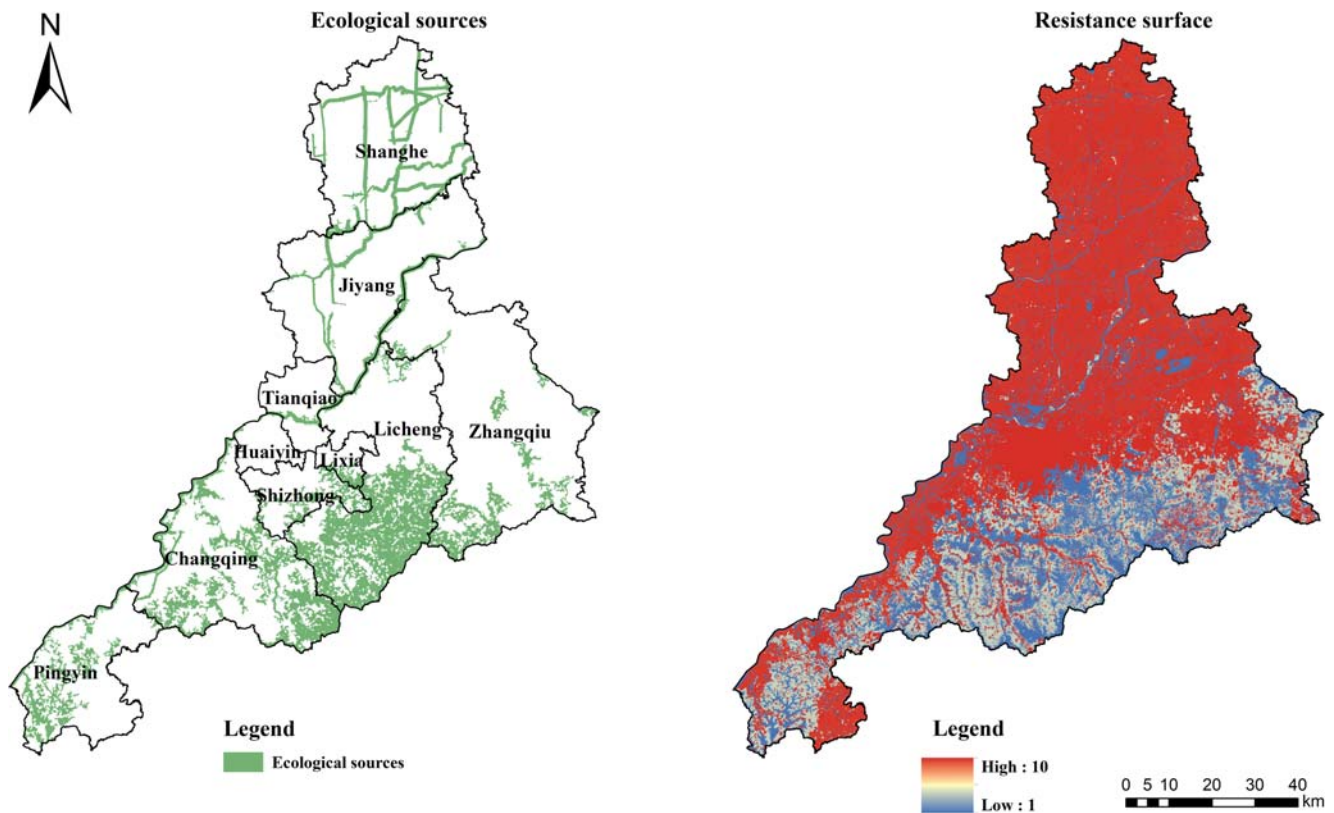 N
Ecological sources
Resistance surface
Shanghe
Jiyang
Tianqiao
Licheng
Zhangqiu
Huaiyin
Lixia
Shizhong
Changqing
Pingyin
Legend
Ecological sources
Legend
High : 10
Low : 1
0 5 10 20 30 40
km